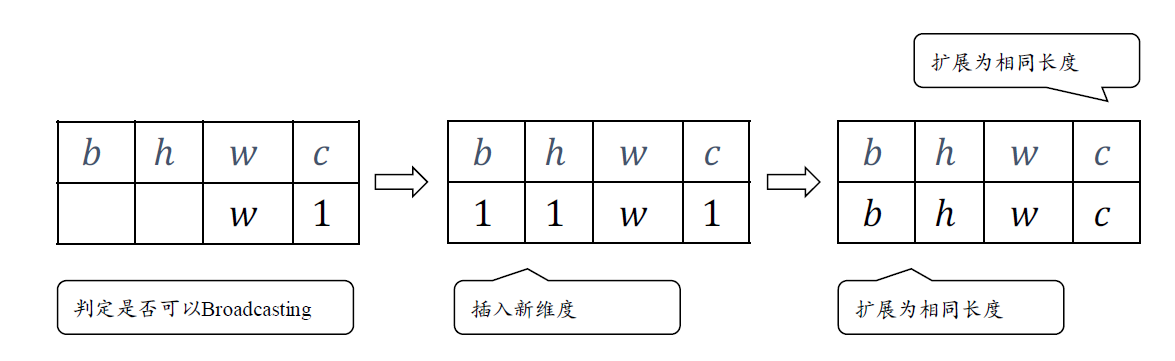 扩展为相同长度
b h w c b h w c b h w c
w 1 1 1 w 1 b h w c
判定是否可以Broadcasting 插入新维度 扩展为相同长度